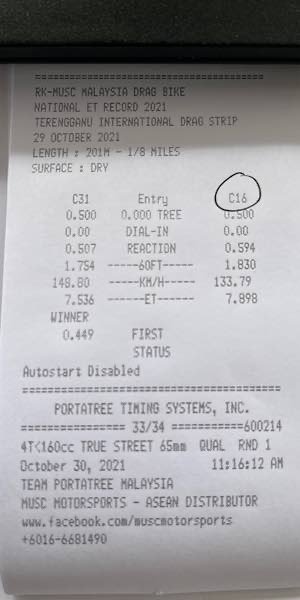 ==========================================
RK-MUSC MALAYSIA DRAG BIKE
NATIONAL ET RECORD 2021
TERENGGANU INTERNATIONAL DRAG STRIP
29 OCTOBER 2021
LENGTH : 201M - 1/8 MILES
SURFACE : DRY
C31 Entry C16
0.500 0.000 TREE 0.500
0.00 DIAL-IN 0.00
0.507 REACTION 0.594
1.754 -----60FT----- 1.830
148.80 -----KM/H----- 133.79
7.536 ------ET------ 7.898
WINNER
0.449 FIRST
STATUS
Autostart Disabled
==========================================
PORTATREE TIMING SYSTEMS, INC.
================ 33/34 ===========600214
4T<160cc TRUE STREET 65mm QUAL RND 1
October 30, 2021 11:16:12 AM
TEAM PORTATREE MALAYSIA
MUSC MOTORSPORTS - ASEAN DISTRIBUTOR
www.facebook.com/muscmotorsports
+6016-6681490